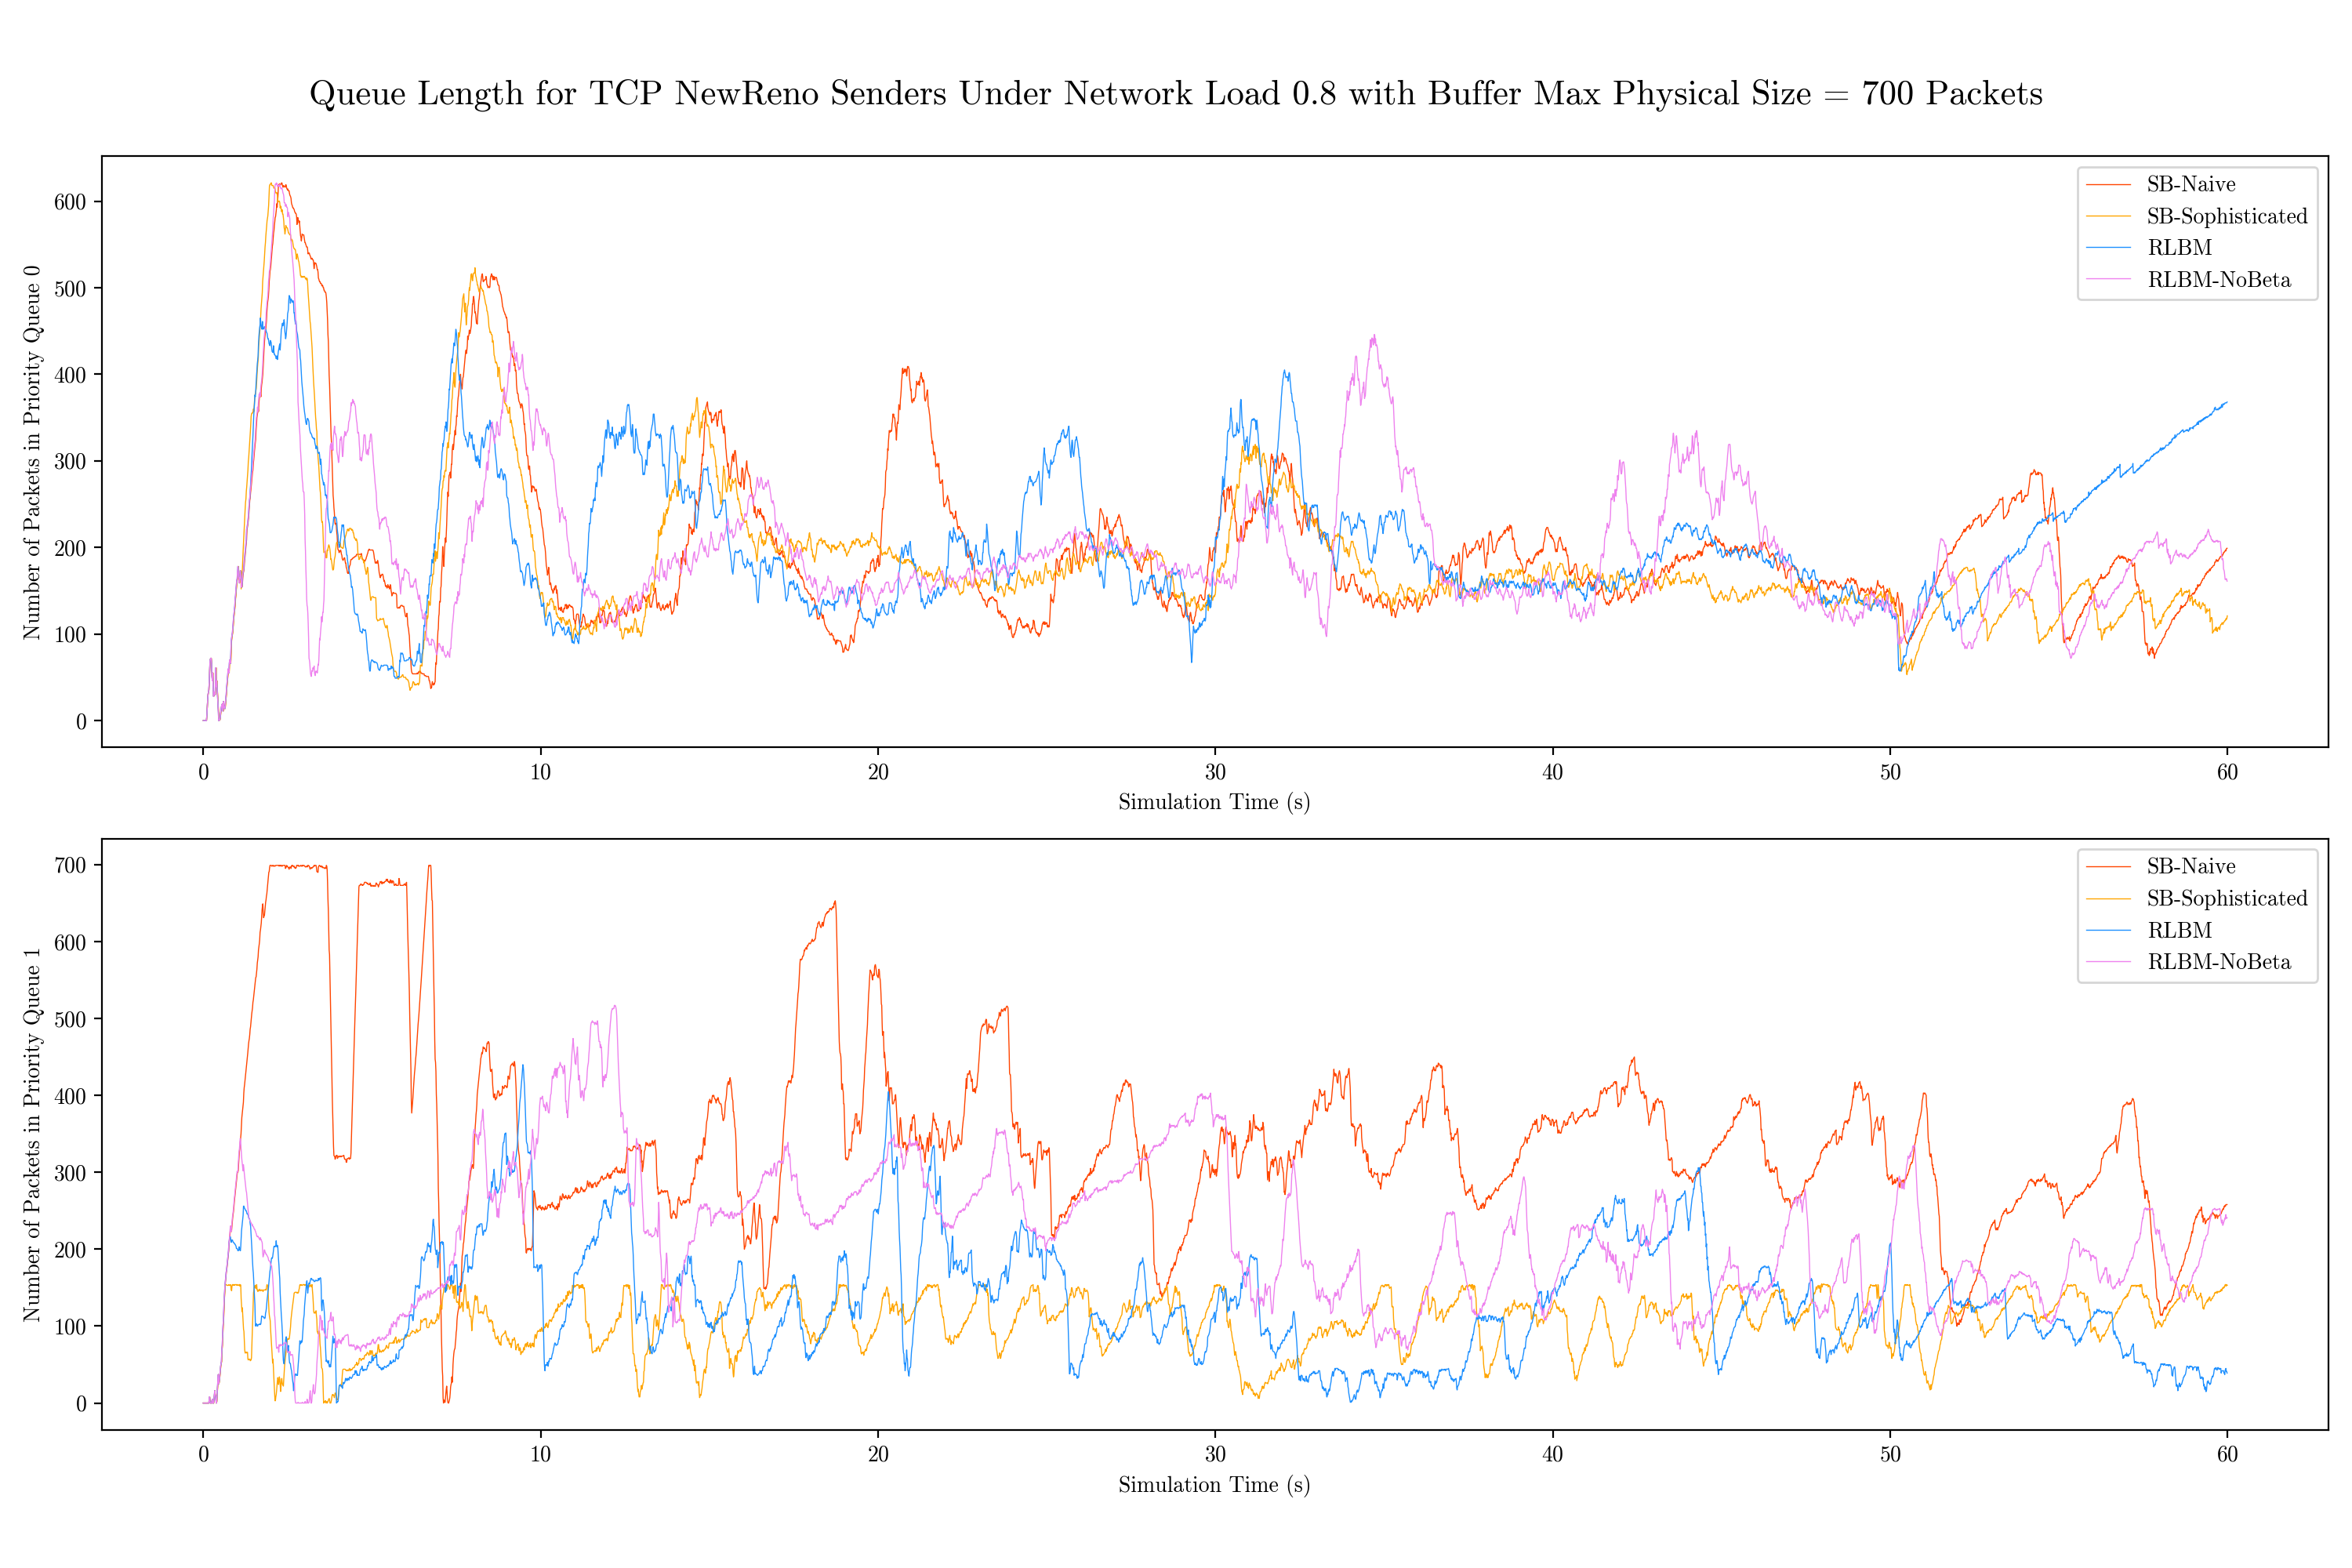 Queue Length for TCP NewReno Senders Under Network Load 0.8 with Buffer Max Physical Size = 700 Packets
Number of Packets in Priority Queue 0
600
500
400
300
200
100
0
SB-Naive
SB-Sophisticated
RLBM
RLBM-NoBeta
0 10 20 30 40 50 60
Simulation Time (s)
Number of Packets in Priority Queue 1
700
600
500
400
300
200
100
0
SB-Naive
SB-Sophisticated
RLBM
RLBM-NoBeta
0 10 20 30 40 50 60
Simulation Time (s)